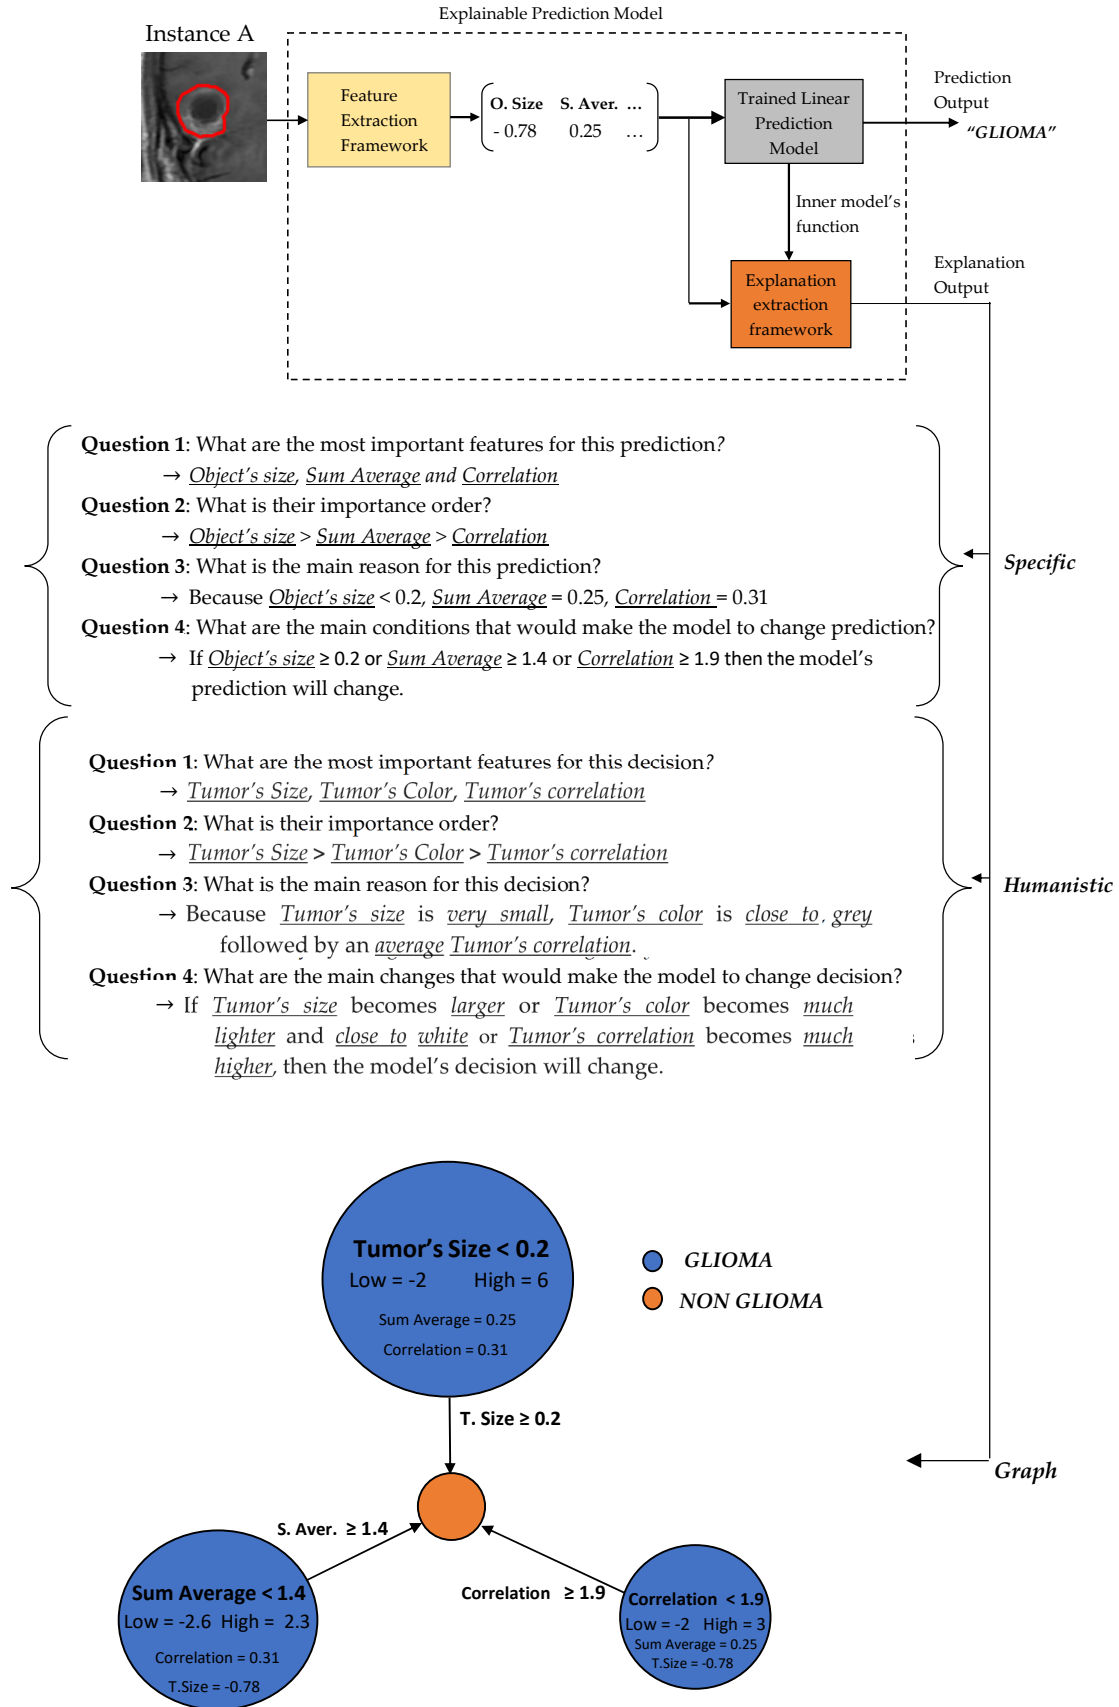 Explainable Prediction Model
Instance A
Feature
Extraction
Framework
O. Size S. Aver. ...
- 0.78 0.25 ...
Trained Linear
Prediction
Model
Prediction
Output
“GLIOMA”
Inner model’s
function
Explanation
extraction
framework
Explanation
Output
Question 1: What are the most important features for this prediction?
→ Object’s size, Sum Average and Correlation
Question 2: What is their importance order?
→ Object’s size > Sum Average > Correlation
Question 3: What is the main reason for this prediction?
→ Because Object’s size < 0.2, Sum Average = 0.25, Correlation = 0.31
Question 4: What are the main conditions that would make the model to change prediction?
→ If Object’s size ≥ 0.2 or Sum Average ≥ 1.4 or Correlation ≥ 1.9 then the model’s
prediction will change.
Specific
Question 1: What are the most important features for this decision?
→ Tumor’s Size, Tumor’s Color, Tumor’s correlation
Question 2: What is their importance order?
→ Tumor’s Size > Tumor’s Color > Tumor’s correlation
Question 3: What is the main reason for this decision?
→ Because Tumor’s size is very small, Tumor’s color is close to grey
followed by an average Tumor’s correlation.
Question 4: What are the main changes that would make the model to change decision?
→ If Tumor’s size becomes larger or Tumor’s color becomes much
lighter and close to white or Tumor’s correlation becomes much
higher, then the model’s decision will change.
Humanistic
Tumor’s Size < 0.2
Low = -2 High = 6
Sum Average = 0.25
Correlation = 0.31
GLIOMA
NON GLIOMA
T. Size ≥ 0.2
Graph
S. Aver. ≥ 1.4
Correlation ≥ 1.9
Sum Average < 1.4
Low = -2.6 High = 2.3
Correlation = 0.31
T.Size = -0.78
Correlation < 1.9
Low = -2 High = 3
Sum Average = 0.25
T.Size = -0.78